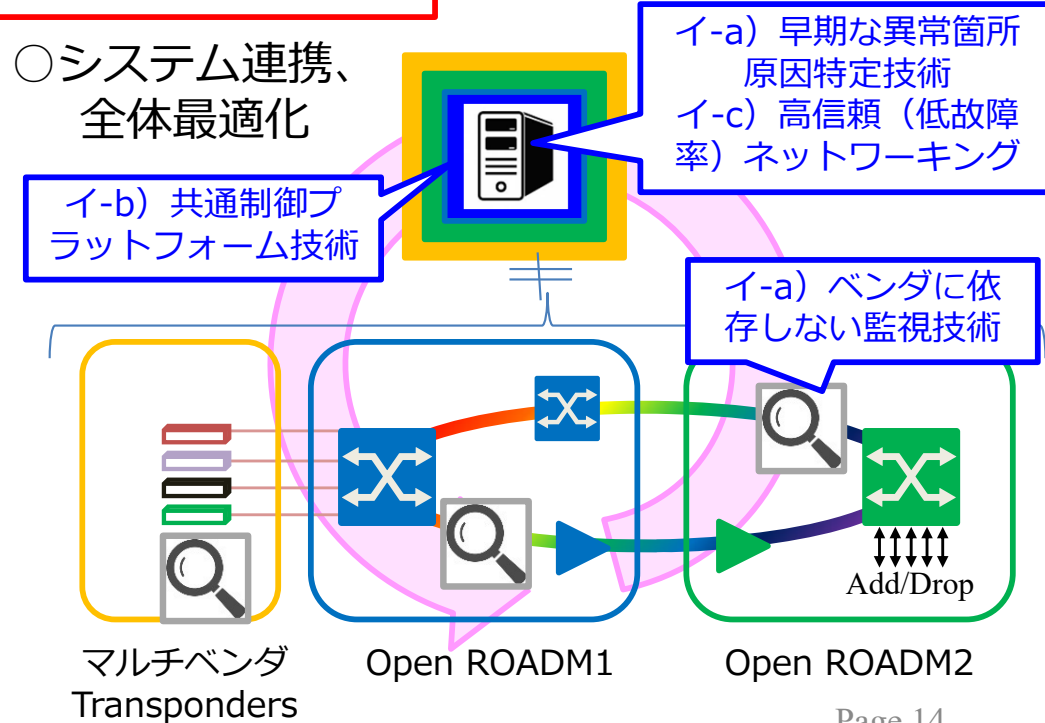 ○システム連携、
全体最適化
イ-a）早期な異常箇所
原因特定技術
イ-c）高信頼（低故障
率）ネットワーキング
イ-b）共通制御プ
ラットフォーム技術
イ-a）ベンダに依
存しない監視技術
Add/Drop
マルチベンダ
Transponders
Open ROADM1
Open ROADM2
Page 14